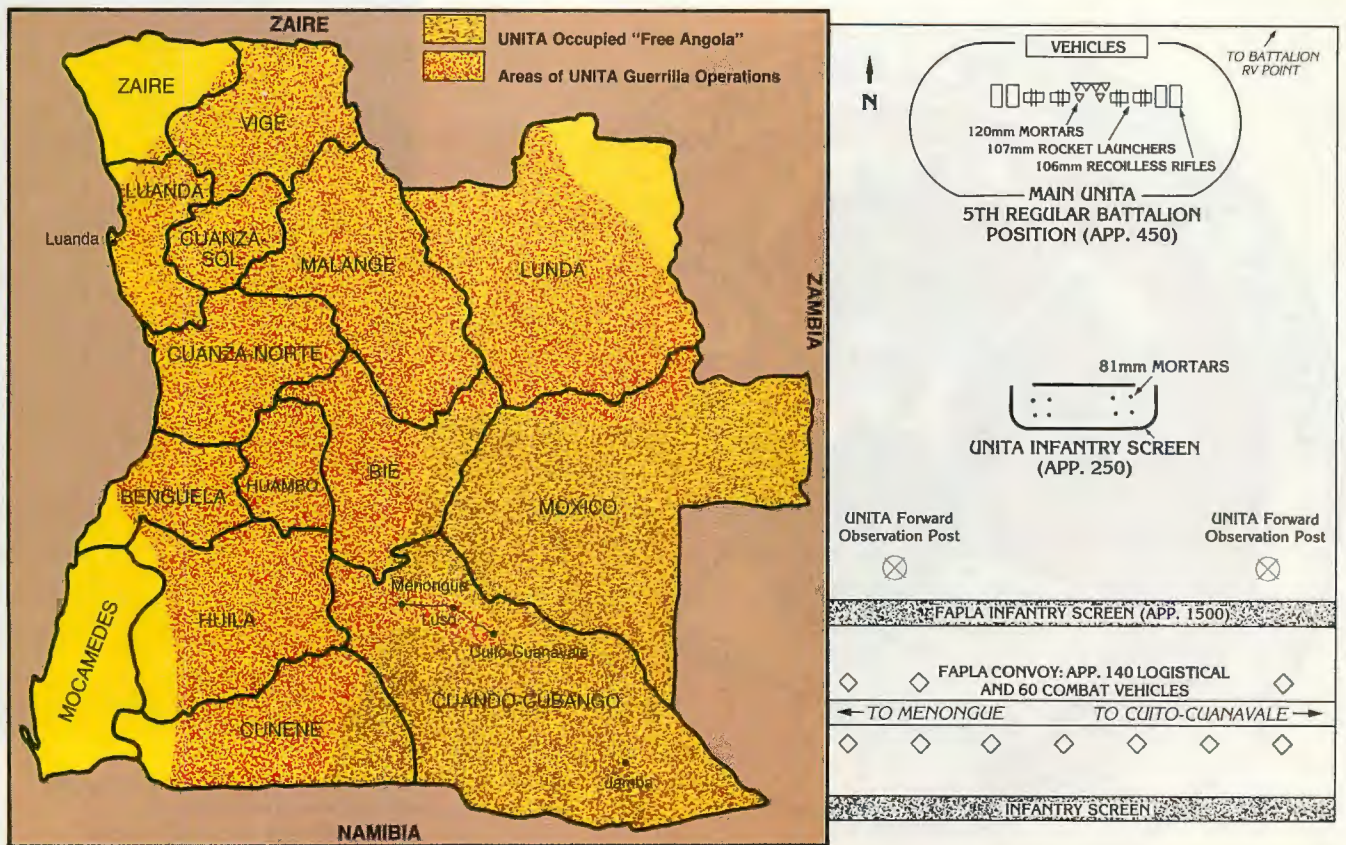 ZAIRE
UNITA Occupied "Free Angola"
Areas of UNITA Guerrilla Operations
ZAIRE
VIGE
LUANDA
Luanda
CUANZA-
SOL
MALANGE
LUNDA
ZAMBIA
CUANZA-NORTE
BIE
HUAMBO
BENGUELA
MOXICO
Menongue
Luso
Cuito-Cuanavale
HUILA
MOCAMEDES
CUANDO-CUBANGO
CUNENE
Jamba
NAMIBIA
VEHICLES
TO BATTALION
RV POINT
N
120mm MORTARS
107mm ROCKET LAUNCHERS
106mm RECOILLESS RIFLES
MAIN UNITA
5TH REGULAR BATTALION
POSITION (APP. 450)
81mm MORTARS
UNITA INFANTRY SCREEN
(APP. 250)
UNITA Forward
Observation Post
UNITA Forward
Observation Post
FAPLA INFANTRY SCREEN (APP. 1500)
FAPLA CONVOY: APP. 140 LOGISTICAL
AND 60 COMBAT VEHICLES
TO MENONGUE
TO CUITO-CUANAVALE
INFANTRY SCREEN